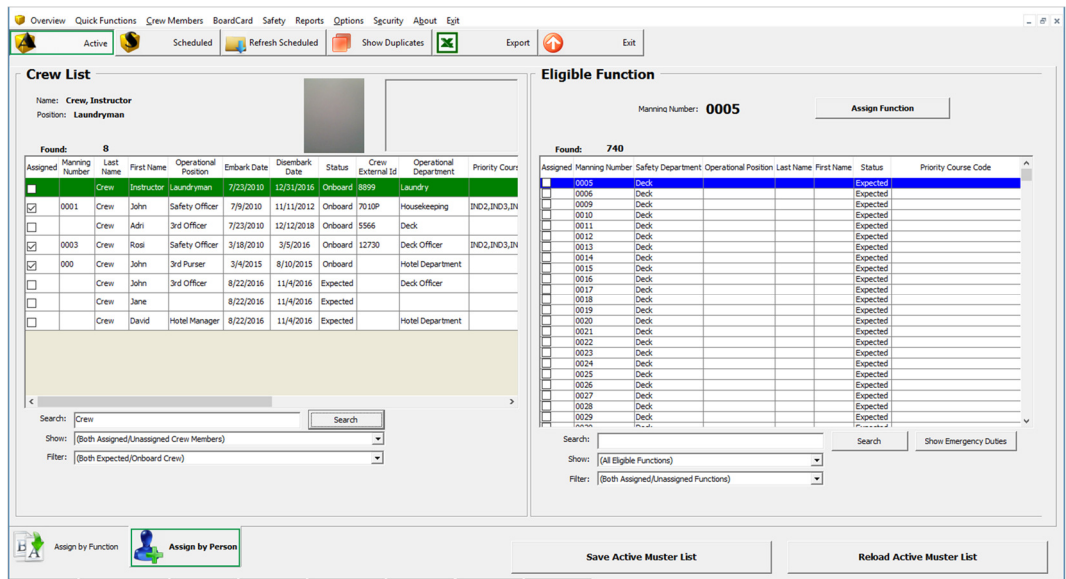 Overview Quick Functions Crew Members BoardCard Safety Reports Options Security About Exit
Active Scheduled Refresh Scheduled Show Duplicates Export Exit
Crew List
Name: Crew, Instructor
Position: Laundryman
Found: 8
Assigned Manning Number Last Name First Name Operational Position Embark Date Disembark Date Status Crew External Id Operational Department Priority Cours
Crew Instructor Laundryman 7/23/2010 12/31/2016 Onboard 8899 Laundry
0001 Crew John Safety Officer 7/9/2010 11/11/2012 Onboard 7010P Housekeeping IND2,IND3,IN
Crew Adri 3rd Officer 7/23/2010 12/12/2018 Onboard 5566 Deck
0003 Crew Rosi Safety Officer 3/18/2010 3/5/2016 Onboard 12730 Deck Officer IND2,IND3,IN
000 Crew John 3rd Purser 3/4/2015 8/10/2015 Onboard Hotel Department
Crew John 3rd Officer 8/22/2016 11/4/2016 Expected Deck Officer
Crew Jane 8/22/2016 11/4/2016 Expected
Crew David Hotel Manager 8/22/2016 11/4/2016 Expected Hotel Department
Search: Crew Search
Show: (Both Assigned/Unassigned Crew Members)
Filter: (Both Expected/Onboard Crew)
Eligible Function
Manning Number: 0005 Assign Function
Found: 740
Assigned Manning Number Safety Department Operational Position Last Name First Name Status Priority Course Code
0005 Deck Expected
0006 Deck Expected
0009 Deck Expected
0010 Deck Expected
0011 Deck Expected
0012 Deck Expected
0013 Deck Expected
0014 Deck Expected
0015 Deck Expected
0016 Deck Expected
0017 Deck Expected
0018 Deck Expected
0019 Deck Expected
0020 Deck Expected
0021 Deck Expected
0022 Deck Expected
0023 Deck Expected
0024 Deck Expected
0025 Deck Expected
0026 Deck Expected
0027 Deck Expected
0028 Deck Expected
0029 Deck Expected
Search: Search Show Emergency Duties
Show: (All Eligible Functions)
Filter: (Both Assigned/Unassigned Functions)
Assign by Function Assign by Person
Save Active Muster List Reload Active Muster List